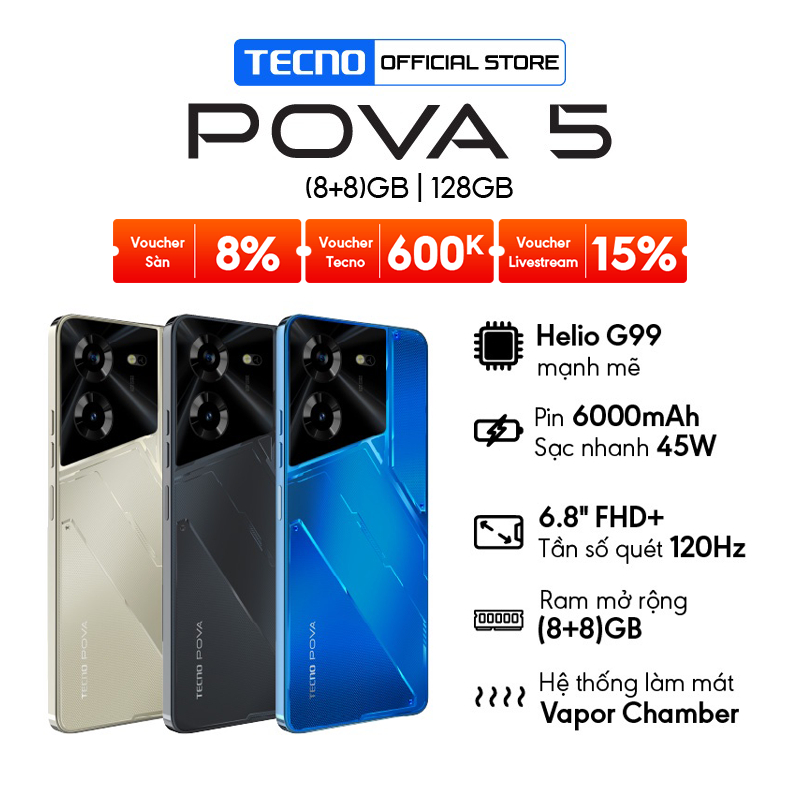 TECNO OFFICIAL STORE
POVA 5
(8+8)GB | 128GB
Voucher
Sàn
8%
Voucher
Tecno
600K
Voucher
Livestream
15%
Helio G99
mạnh mẽ
Pin 6000mAh
Sạc nhanh 45W
6.8" FHD+
Tần số quét 120Hz
Ram mở rộng
(8+8)GB
Hệ thống làm mát
Vapor Chamber
TECNO POVA
TECNO POVA
TECNO POVA